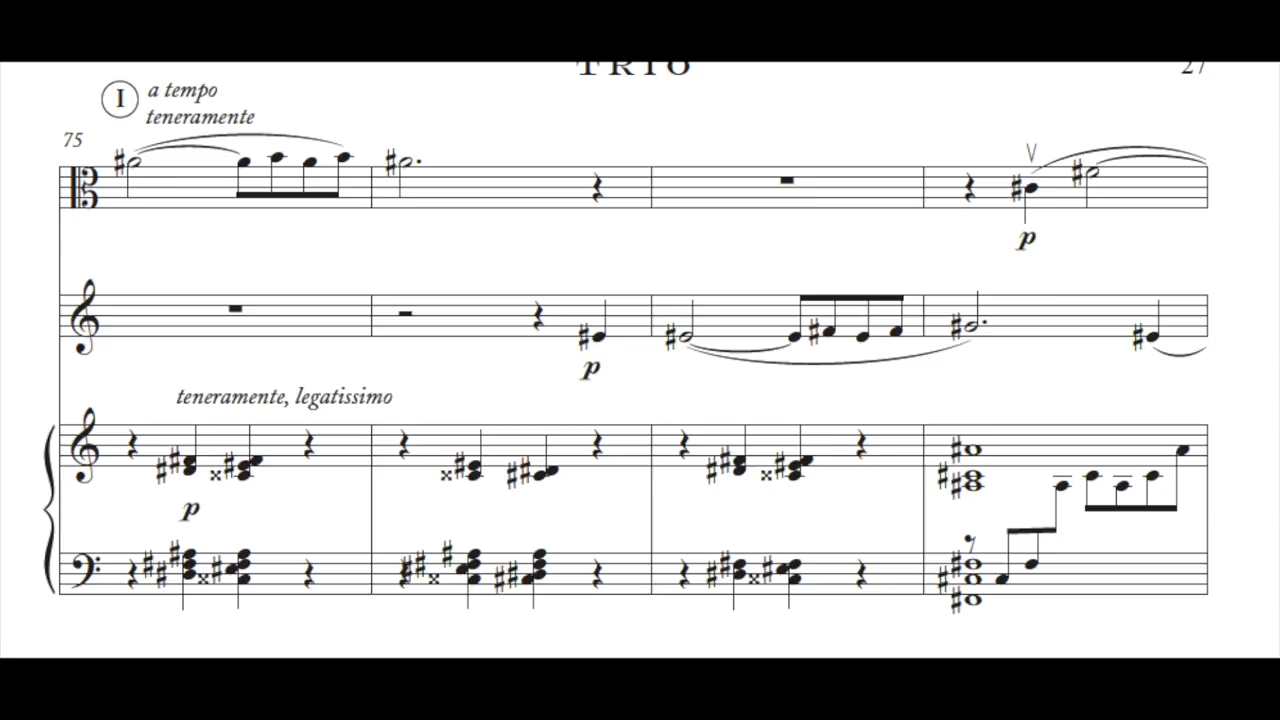 TRIO
27
I
a tempo
teneramente
75
p
p
teneramente, legatissimo
p